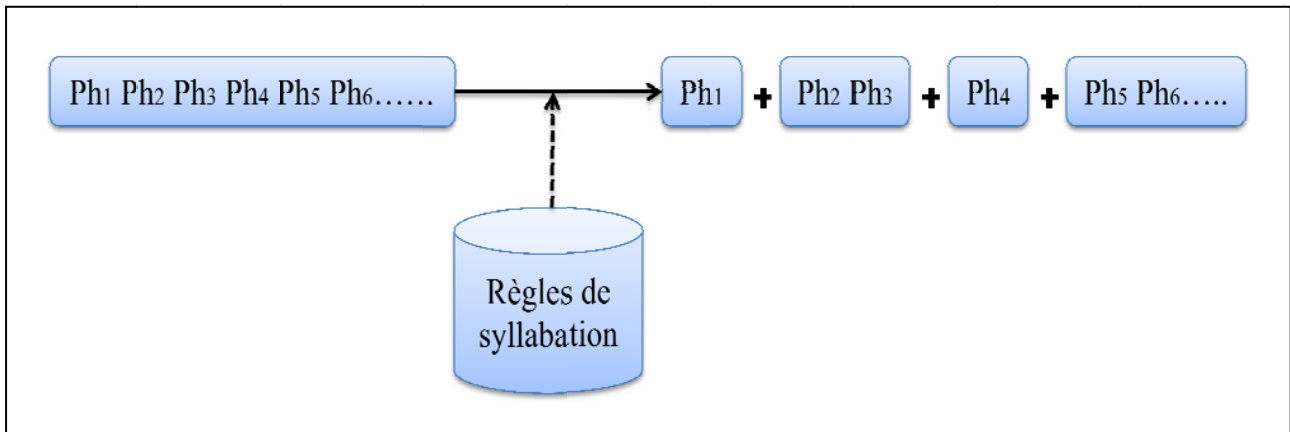 Ph1 Ph2 Ph3 Ph4 Ph5 Ph6...... Ph1 + Ph2 Ph3 + Ph4 + Ph5 Ph6.....
Règles de
syllabation